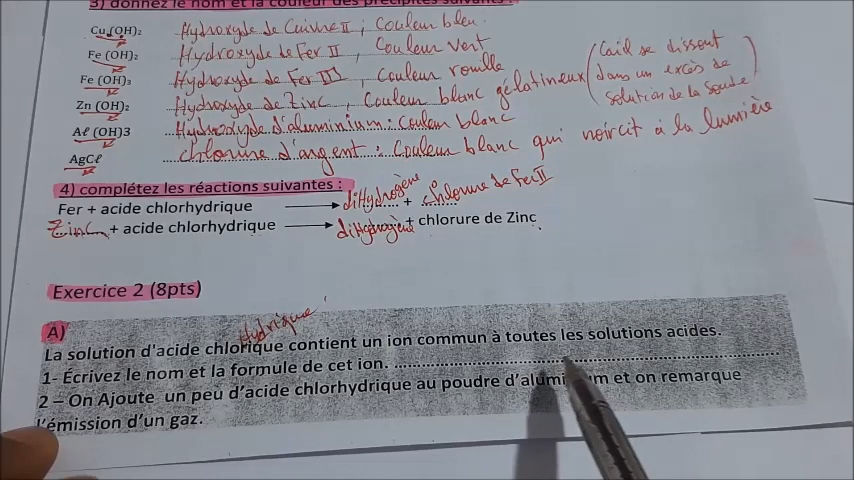 3) donnez le nom et la couleur des précipités suivants :
Cu (OH)₂ Hydroxyde de Cuivre II ; Couleur bleu.
Fe (OH)₂ Hydroxyde de Fer II , Couleur vert
Fe (OH)₃ Hydroxyde de Fer III , Couleur rouille
Zn (OH)₂ Hydroxyde de Zinc , Couleur blanc gélatineux (qui se dissout dans un excès de solution de la soude)
Aℓ (OH)3 Hydroxyde d'aluminium : Couleur blanc
AgCℓ chlorure d'argent : Couleur blanc qui noircit à la lumière
4) complétez les réactions suivantes :
Fer + acide chlorhydrique → diHydrogène + chlorure de Fer II
Zinc + acide chlorhydrique → diHydrogène + chlorure de Zinc
Exercice 2 (8pts)
A)
Hydrique
La solution d'acide chlorique contient un ion commun à toutes les solutions acides.
1- Écrivez le nom et la formule de cet ion. ........
2 – On Ajoute un peu d'acide chlorhydrique au poudre d'aluminium et on remarque
l'émission d'un gaz.